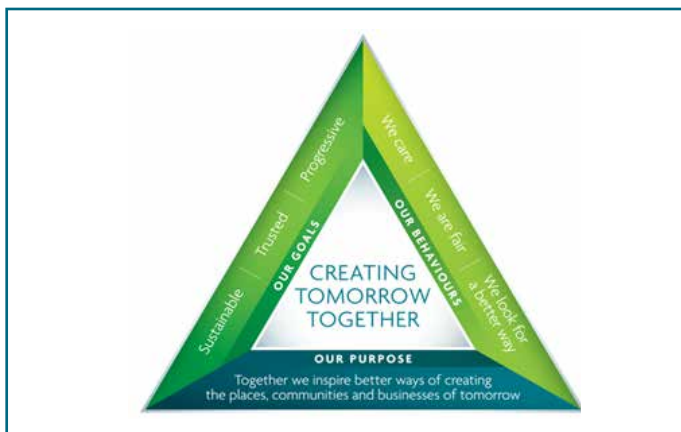 Progressive
Trusted
Sustainable
OUR GOALS
We care
We are fair
We look for
a better way
OUR BEHAVIOURS
CREATING
TOMORROW
TOGETHER
OUR PURPOSE
Together we inspire better ways of creating
the places, communities and businesses of tomorrow